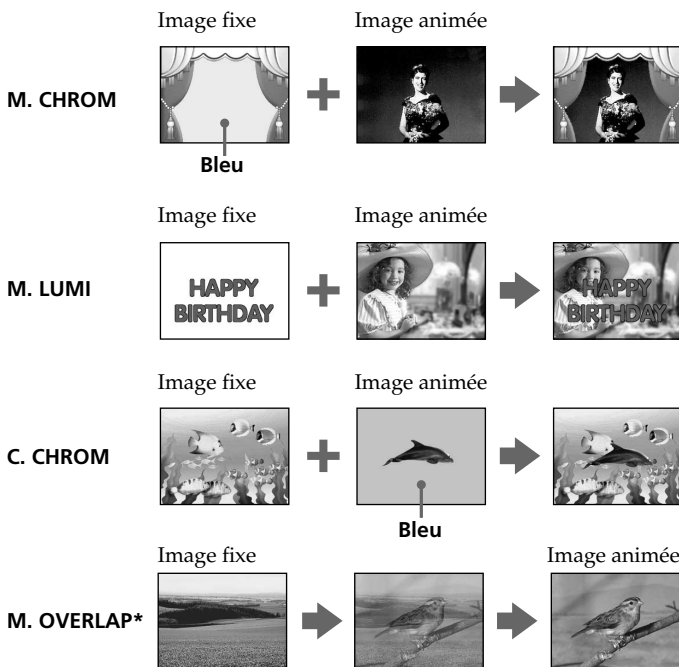 Image fixe Image animée
M. CHROM
Bleu
Image fixe Image animée
M. LUMI
HAPPY
BIRTHDAY
HAPPY
BIRTHDAY
Image fixe Image animée
C. CHROM
Bleu
Image fixe Image animée
M. OVERLAP*